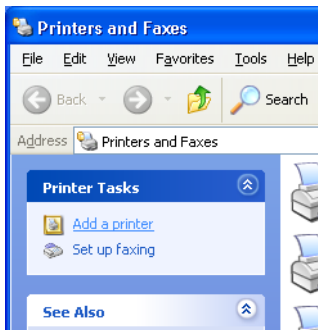 Printers and Faxes
File Edit View Favorites Tools Help
Back Search
Address Printers and Faxes
Printer Tasks
Add a printer
Set up faxing
See Also